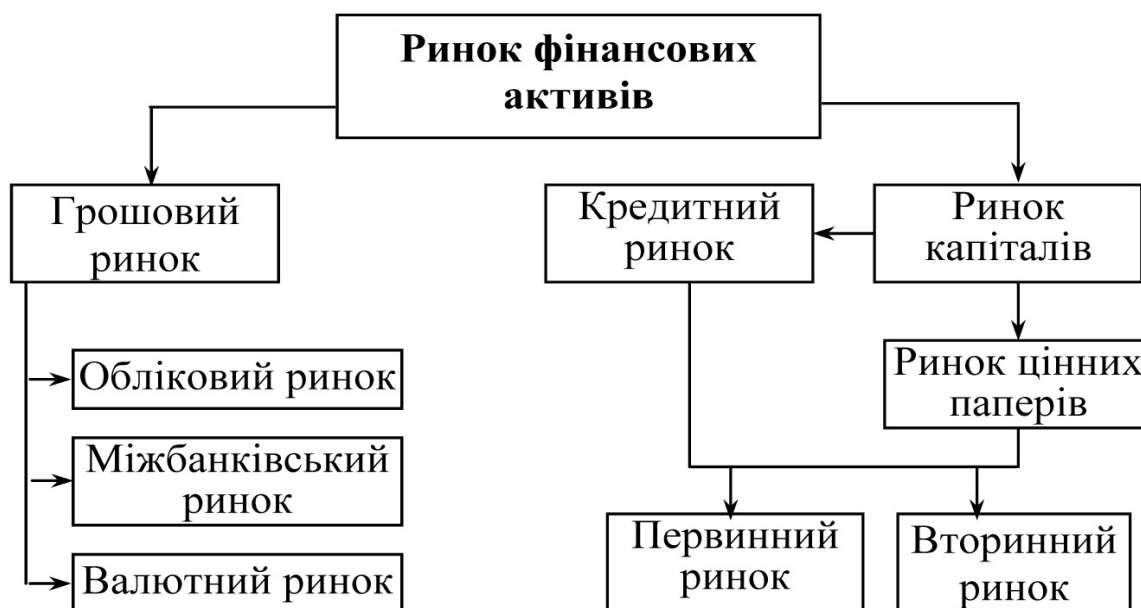 Ринок фінансових
активів
Грошовий
ринок
Кредитний
ринок
Ринок
капіталів
Обліковий ринок
Ринок цінних
паперів
Міжбанківський
ринок
Валютний ринок
Первинний
ринок
Вторинний
ринок